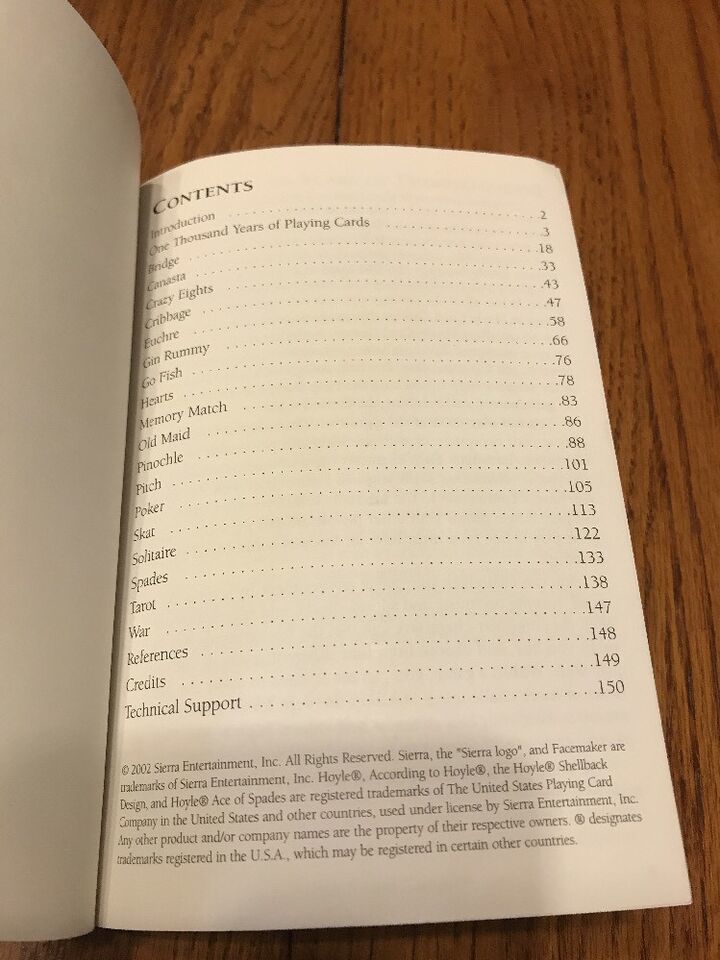 CONTENTS
Introduction . . . . . . . . . . . . . . . . . . . . . . . . . . . . . . . . 2
One Thousand Years of Playing Cards . . . . . . . . . . . . . . . . .3
Bridge . . . . . . . . . . . . . . . . . . . . . . . . . . . . . . . . . . .18
Canasta . . . . . . . . . . . . . . . . . . . . . . . . . . . . . . . . . .33
Crazy Eights . . . . . . . . . . . . . . . . . . . . . . . . . . . . . . .43
Cribbage . . . . . . . . . . . . . . . . . . . . . . . . . . . . . . . . .47
Euchre . . . . . . . . . . . . . . . . . . . . . . . . . . . . . . . . . .58
Gin Rummy . . . . . . . . . . . . . . . . . . . . . . . . . . . . . . .66
Go Fish . . . . . . . . . . . . . . . . . . . . . . . . . . . . . . . . . .76
Hearts . . . . . . . . . . . . . . . . . . . . . . . . . . . . . . . . . . .78
Memory Match . . . . . . . . . . . . . . . . . . . . . . . . . . . . .83
Old Maid . . . . . . . . . . . . . . . . . . . . . . . . . . . . . . . . .86
Pinochle . . . . . . . . . . . . . . . . . . . . . . . . . . . . . . . . .88
Pitch . . . . . . . . . . . . . . . . . . . . . . . . . . . . . . . . . . .101
Poker . . . . . . . . . . . . . . . . . . . . . . . . . . . . . . . . . .105
Skat . . . . . . . . . . . . . . . . . . . . . . . . . . . . . . . . . . .113
Solitaire . . . . . . . . . . . . . . . . . . . . . . . . . . . . . . . . .122
Spades . . . . . . . . . . . . . . . . . . . . . . . . . . . . . . . . . .133
Tarot . . . . . . . . . . . . . . . . . . . . . . . . . . . . . . . . . . .138
War . . . . . . . . . . . . . . . . . . . . . . . . . . . . . . . . . . .147
References . . . . . . . . . . . . . . . . . . . . . . . . . . . . . . .148
Credits . . . . . . . . . . . . . . . . . . . . . . . . . . . . . . . . .149
Technical Support . . . . . . . . . . . . . . . . . . . . . . . . . . .150
© 2002 Sierra Entertainment, Inc. All Rights Reserved. Sierra, the "Sierra logo", and Facemaker are
trademarks of Sierra Entertainment, Inc. Hoyle®, According to Hoyle®, the Hoyle® Shellback
Design, and Hoyle® Ace of Spades are registered trademarks of The United States Playing Card
Company in the United States and other countries, used under license by Sierra Entertainment, Inc.
Any other product and/or company names are the property of their respective owners. ® designates
trademarks registered in the U.S.A., which may be registered in certain other countries.